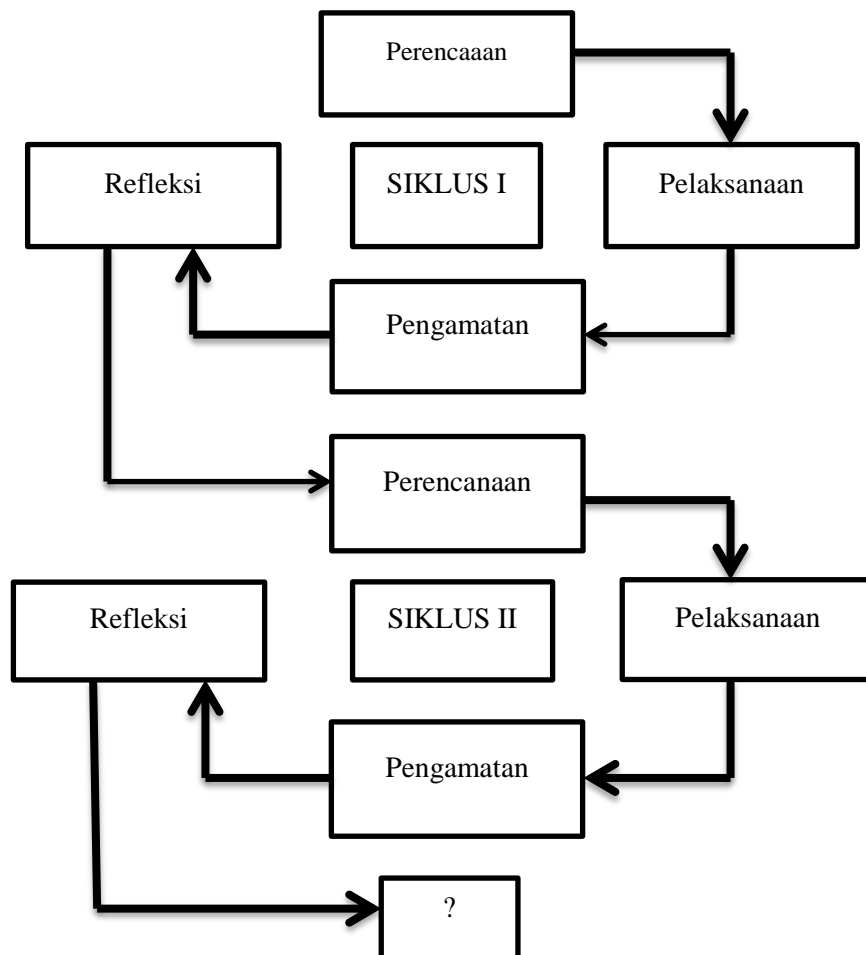 Perencaaan
Refleksi
SIKLUS I
Pelaksanaan
Pengamatan
Perencanaan
Refleksi
SIKLUS II
Pelaksanaan
Pengamatan
?